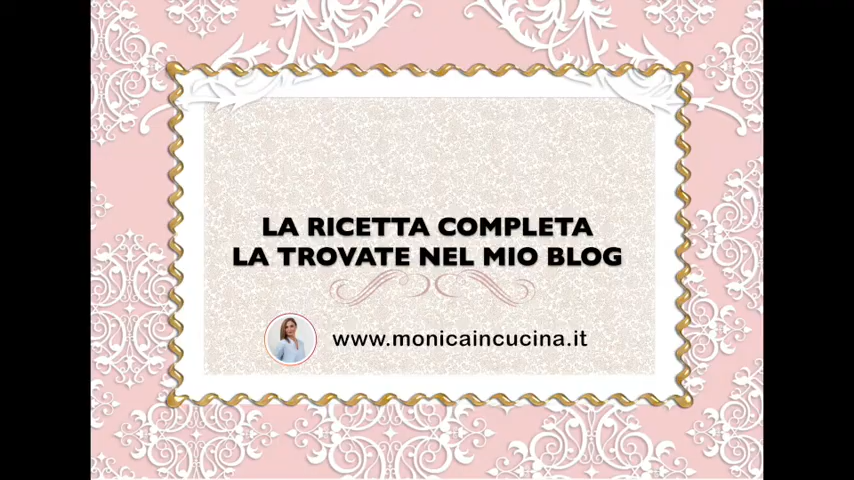 LA RICETTA COMPLETA
LA TROVATE NEL MIO BLOG
www.monicaincucina.it